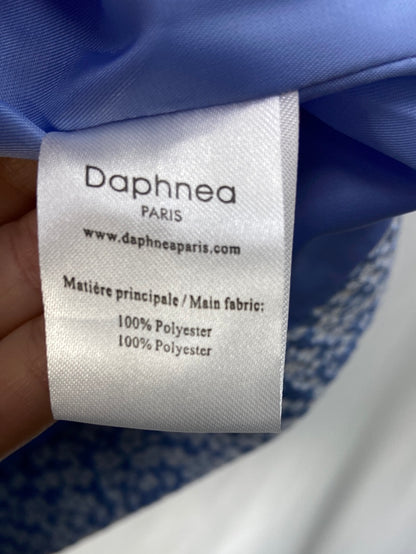 Daphnea
PARIS
www.daphneaparis.com
Matière principale / Main fabric:
100% Polyester
100% Polyester